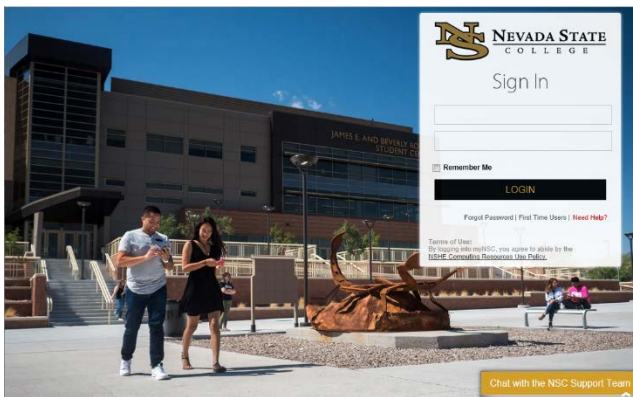 NS
NEVADA STATE
COLLEGE
Sign In
JAMES E. AND BEVERLY
STUDENT
Remember Me
LOGIN
Forgot Password | First Time Users | Need Help?
Terms of Use:
By logging into myNSC, you agree to abide by the
NSHE Computing Resources Use Policy.
Chat with the NSC Support Team